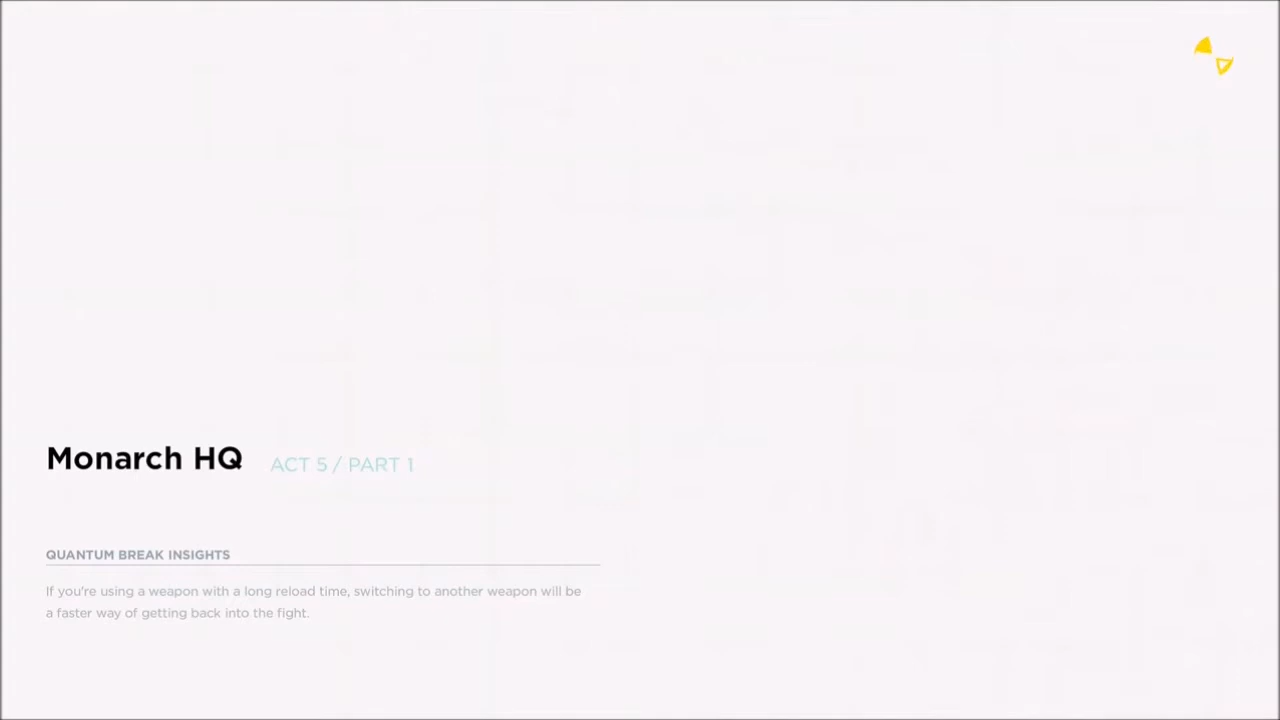 Monarch HQ ACT 5 / PART 1
QUANTUM BREAK INSIGHTS
If you're using a weapon with a long reload time, switching to another weapon will be
a faster way of getting back into the fight.